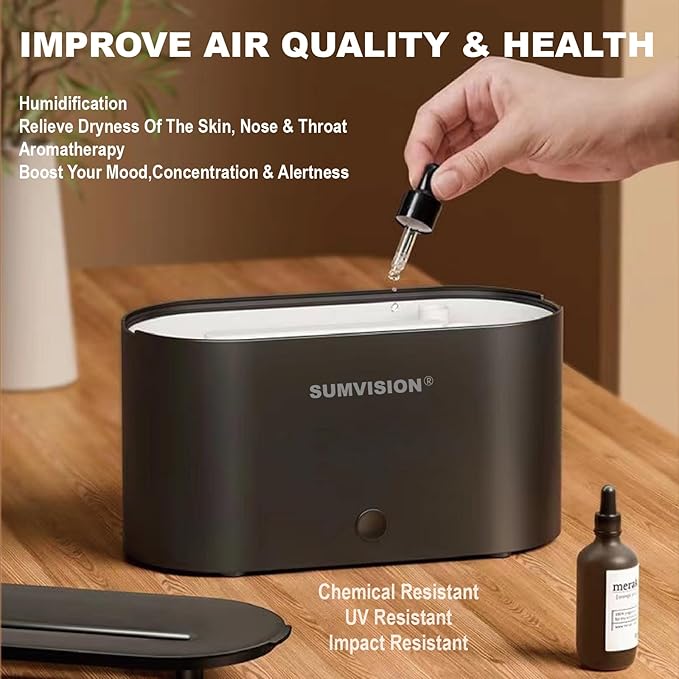 IMPROVE AIR QUALITY & HEALTH
Humidification
Relieve Dryness Of The Skin, Nose & Throat
Aromatherapy
Boost Your Mood,Concentration & Alertness
SUMVISION®
Chemical Resistant
UV Resistant
Impact Resistant